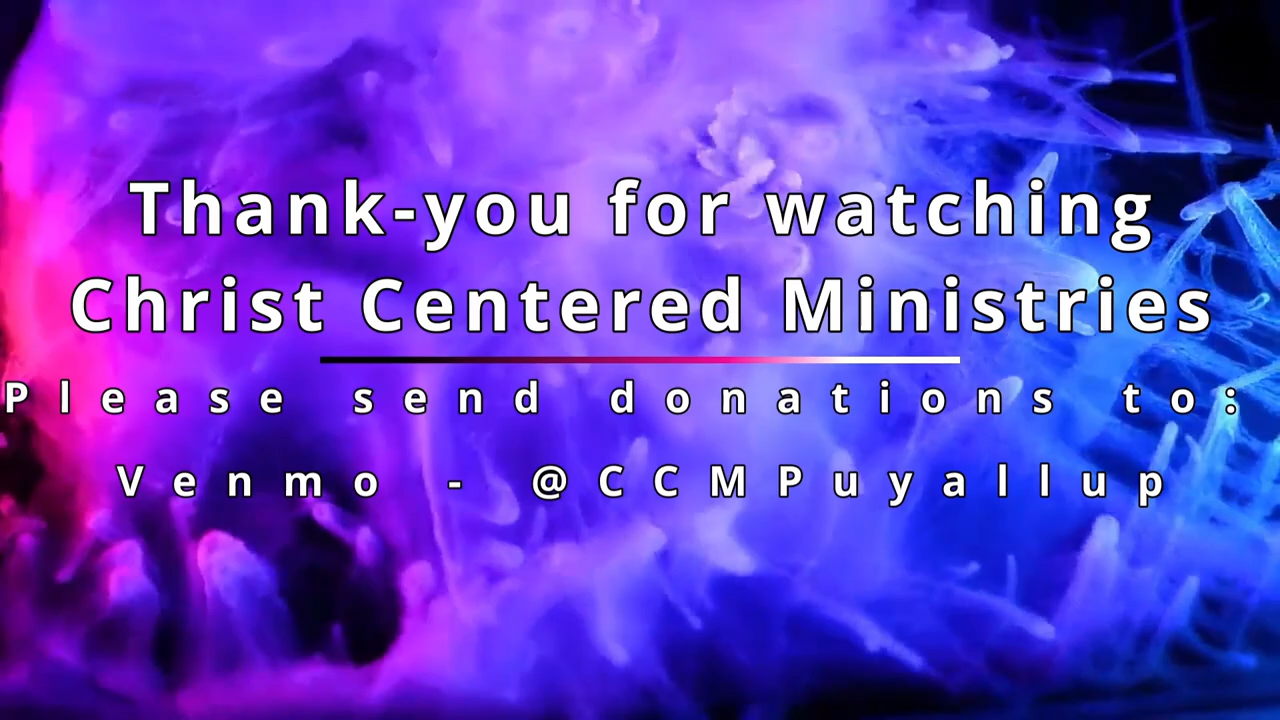 Thank-you for watching
Christ Centered Ministries
Please send donations to:
Venmo - @CCMPuyallup